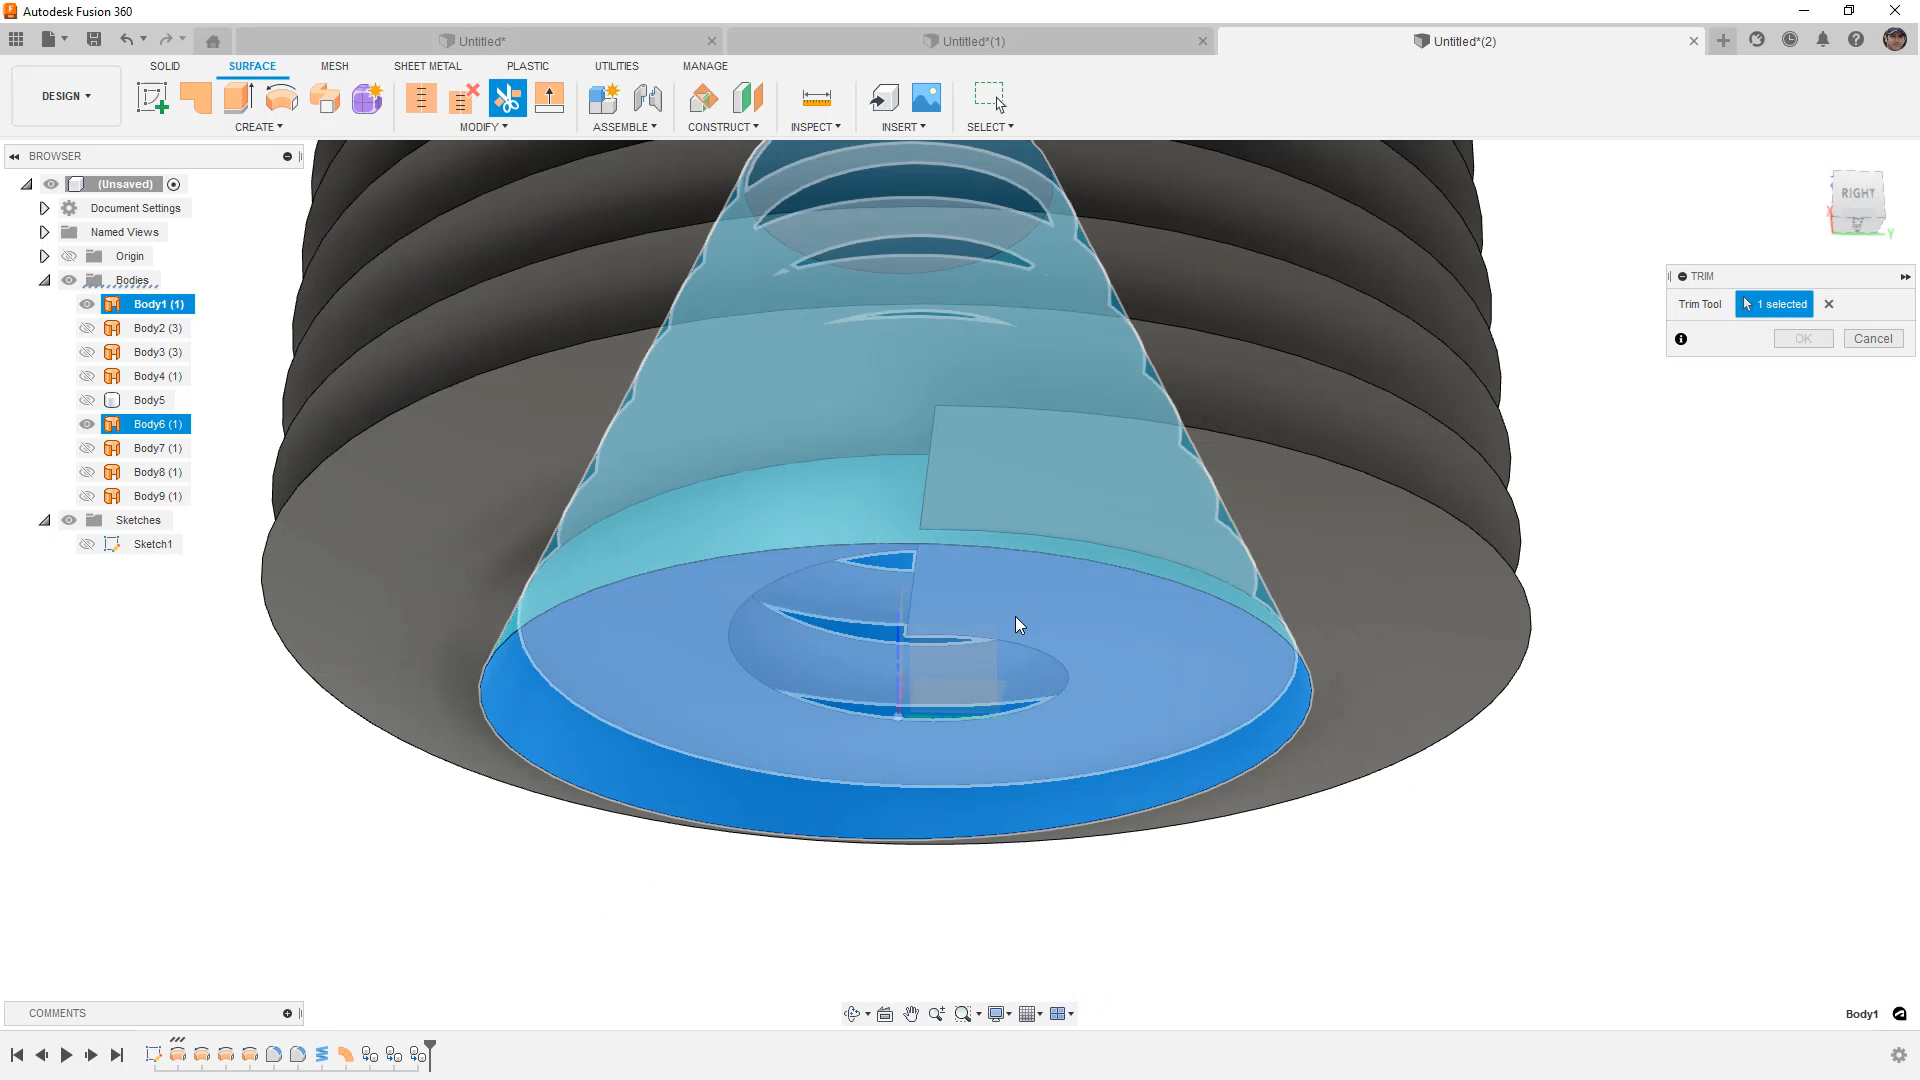 Autodesk Fusion 360
Untitled*
Untitled*(1)
Untitled*(2)
DESIGN
SOLID
SURFACE
MESH
SHEET METAL
PLASTIC
UTILITIES
MANAGE
CREATE
MODIFY
ASSEMBLE
CONSTRUCT
INSPECT
INSERT
SELECT
BROWSER
(Unsaved)
Document Settings
Named Views
Origin
Bodies
Body1 (1)
Body2 (3)
Body3 (3)
Body4 (1)
Body5
Body6 (1)
Body7 (1)
Body8 (1)
Body9 (1)
Sketches
Sketch1
RIGHT
X
Y
TRIM
Trim Tool
1 selected
OK
Cancel
COMMENTS
Body1